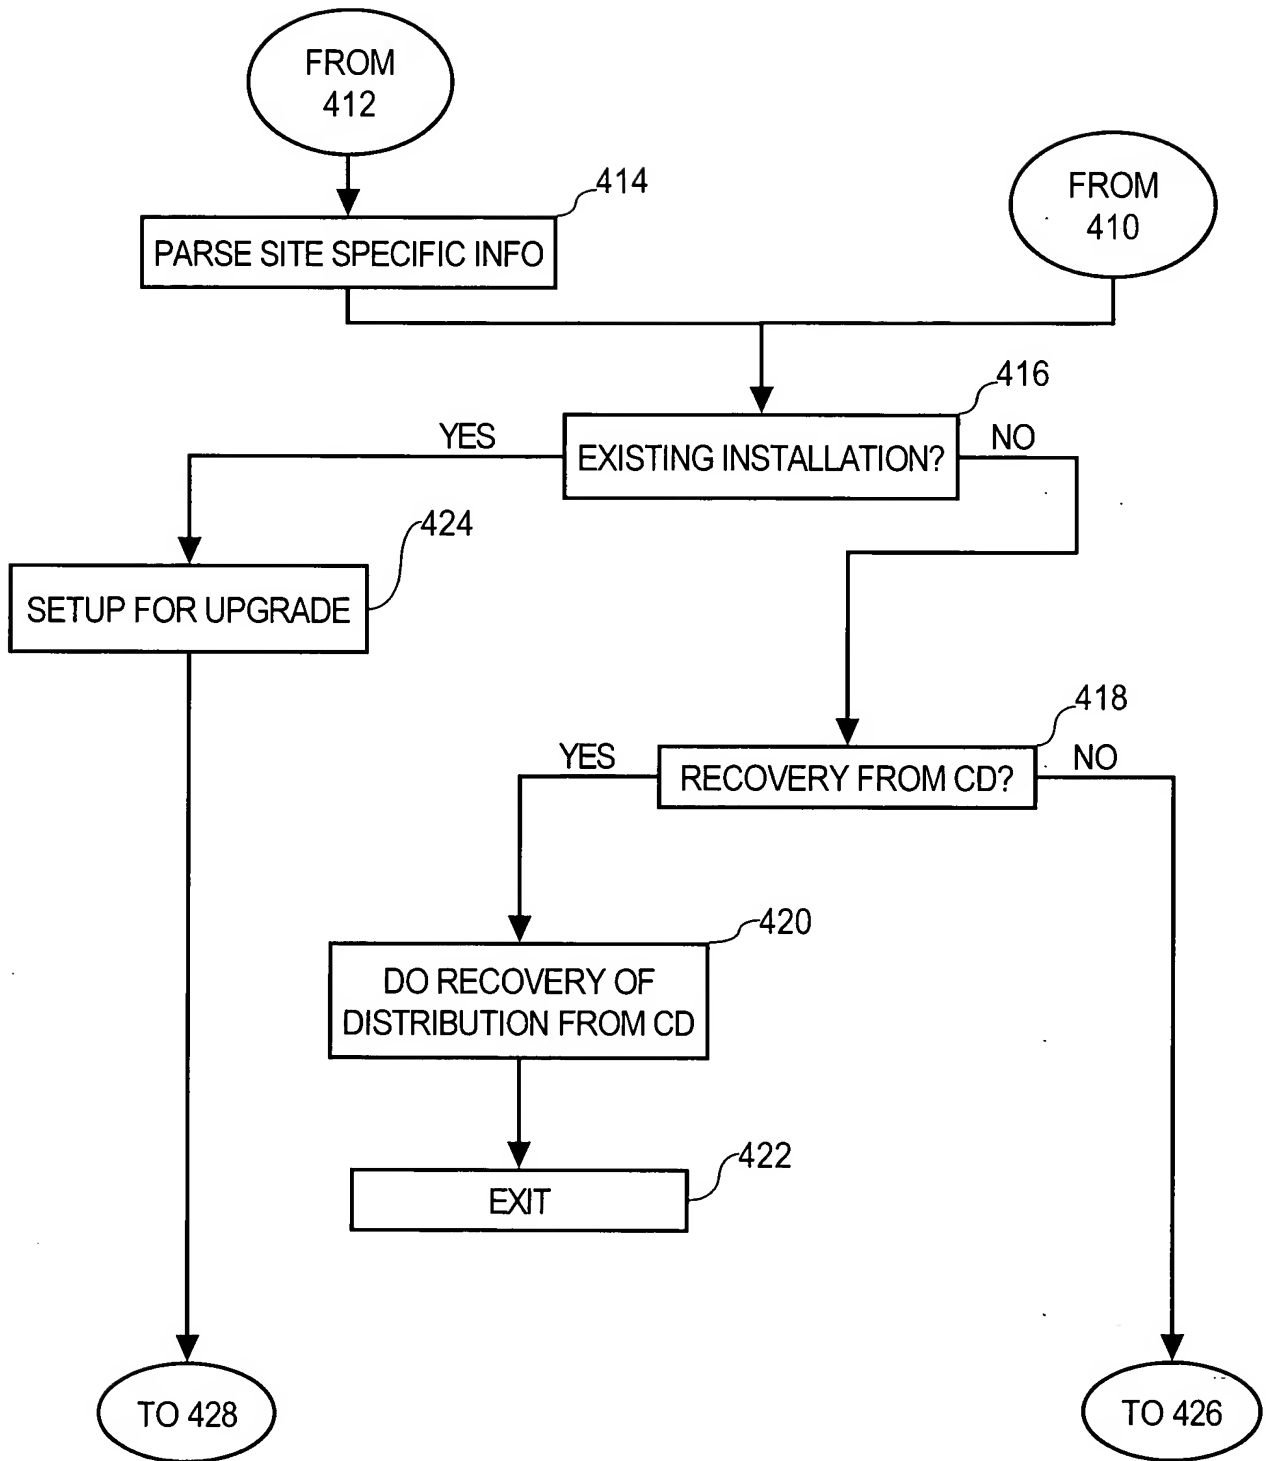 FROM
412
414
FROM
410
PARSE SITE SPECIFIC INFO
416
YES
EXISTING INSTALLATION?
NO
424
SETUP FOR UPGRADE
418
YES
RECOVERY FROM CD?
NO
420
DO RECOVERY OF
DISTRIBUTION FROM CD
422
EXIT
TO 428
TO 426